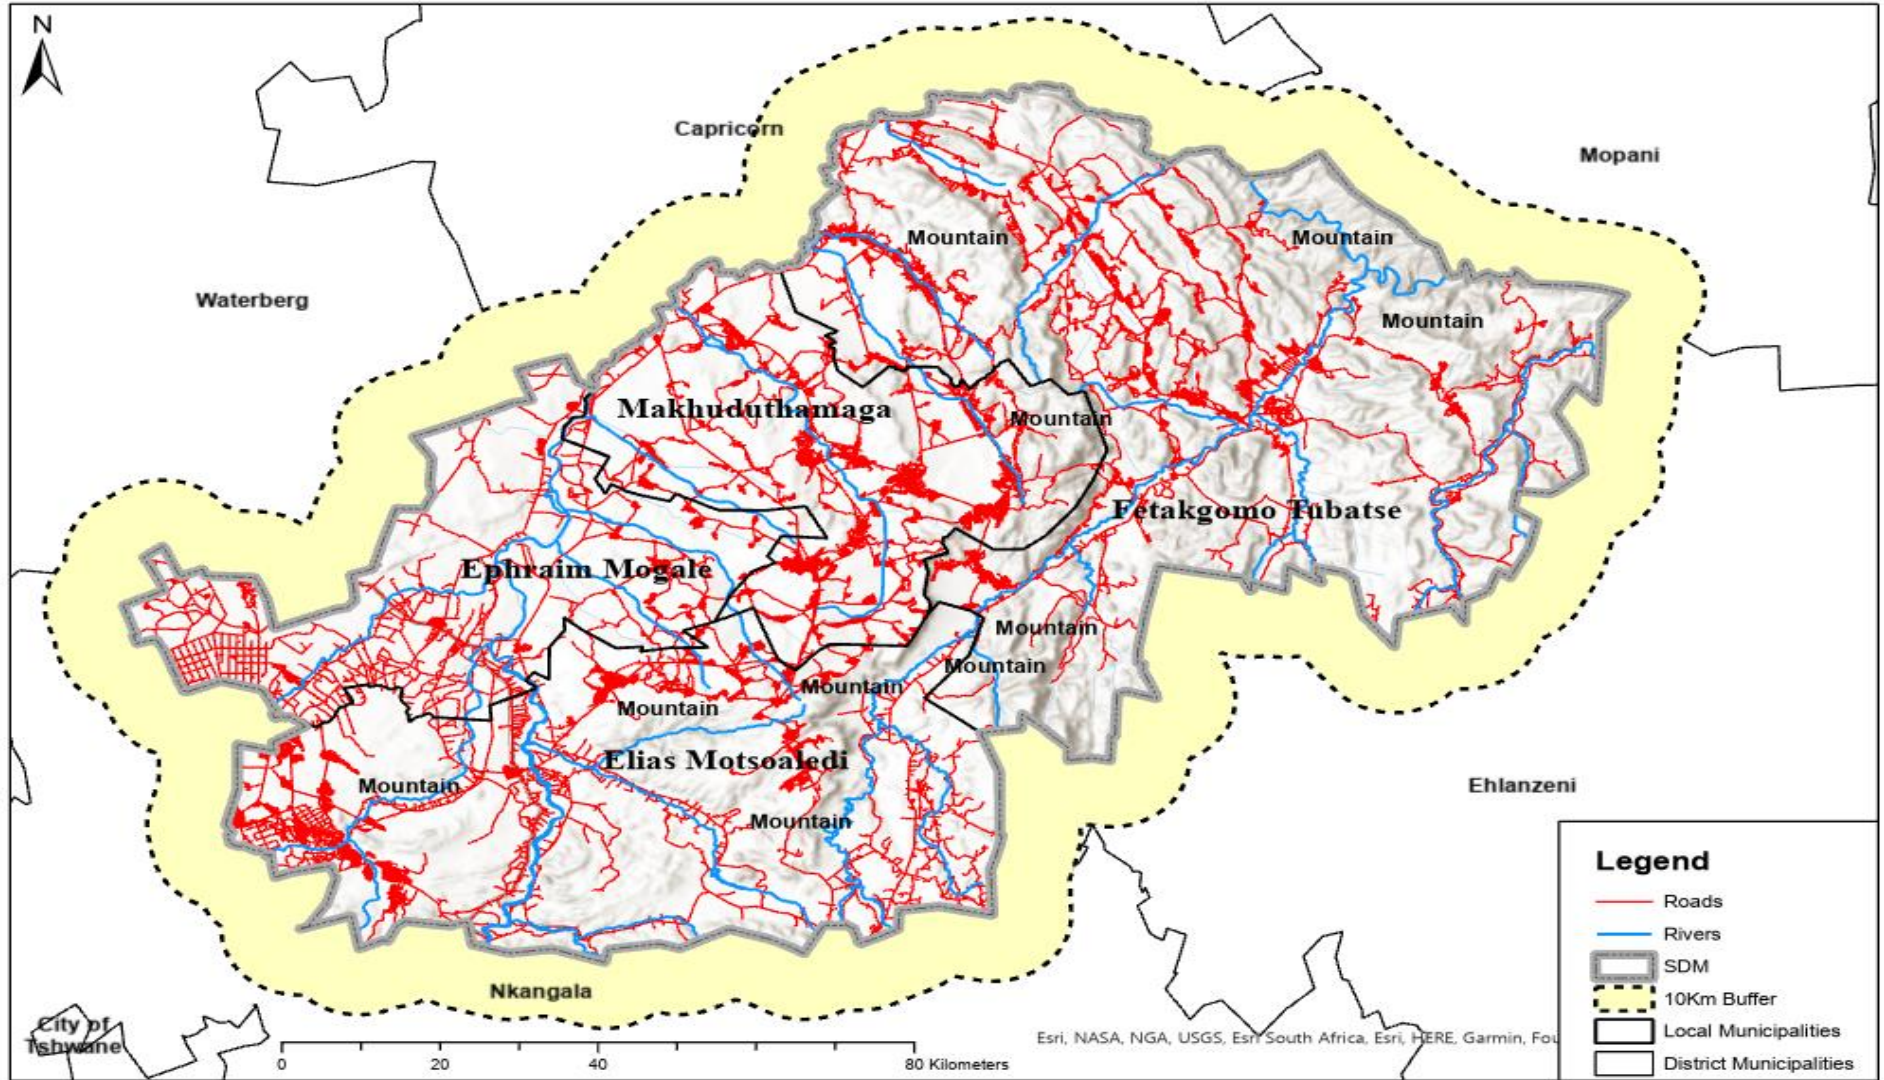 N
Capricorn
Mopani
Mountain
Mountain
Waterberg
Mountain
Makhuduthamaga
Mountain
Fetakgomo Tubatse
Ephraim Mogale
Mountain
Mountain
Mountain
Mountain
Elias Motsoaledi
Mountain
Ehlanzeni
Mountain
Nkangala
City of
Tshwane
0 20 40 80 Kilometers
Esri, NASA, NGA, USGS, Esri South Africa, Esri, HERE, Garmin, Fou
Legend
Roads
Rivers
SDM
10Km Buffer
Local Municipalities
District Municipalities